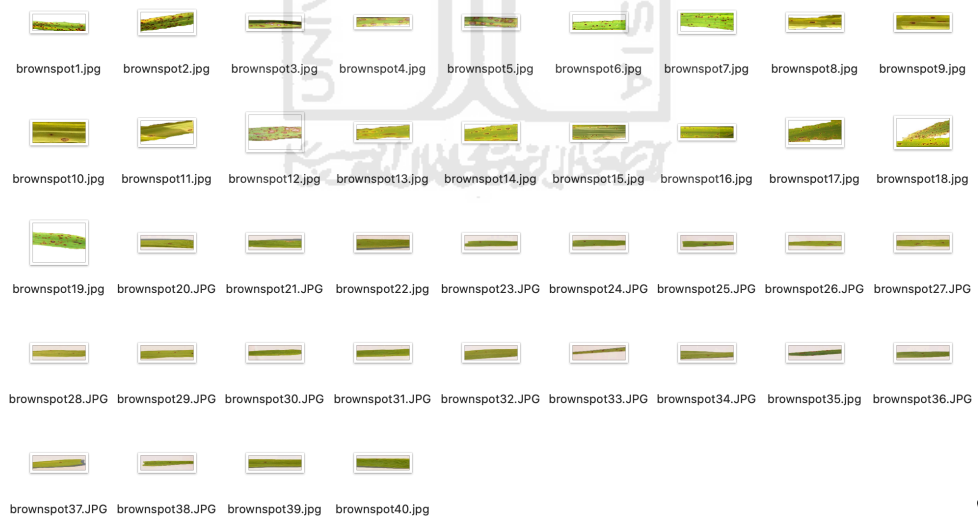 brownspot1.jpg brownspot2.jpg brownspot3.jpg brownspot4.jpg brownspot5.jpg brownspot6.jpg brownspot7.jpg brownspot8.jpg brownspot9.jpg
brownspot10.jpg brownspot11.jpg brownspot12.jpg brownspot13.jpg brownspot14.jpg brownspot15.jpg brownspot16.jpg brownspot17.jpg brownspot18.jpg
brownspot19.jpg brownspot20.JPG brownspot21.JPG brownspot22.jpg brownspot23.JPG brownspot24.JPG brownspot25.JPG brownspot26.JPG brownspot27.JPG
brownspot28.JPG brownspot29.JPG brownspot30.JPG brownspot31.JPG brownspot32.JPG brownspot33.JPG brownspot34.JPG brownspot35.jpg brownspot36.JPG
brownspot37.JPG brownspot38.JPG brownspot39.jpg brownspot40.jpg